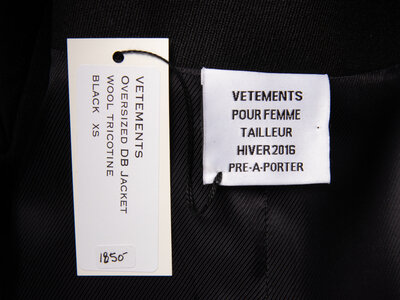 VETEMENTS
OVERSIZED DB JACKET
WOOL TRICOTINE
BLACK XS
1850
VETEMENTS
POUR FEMME
TAILLEUR
HIVER 2016
PRE-A-PORTER